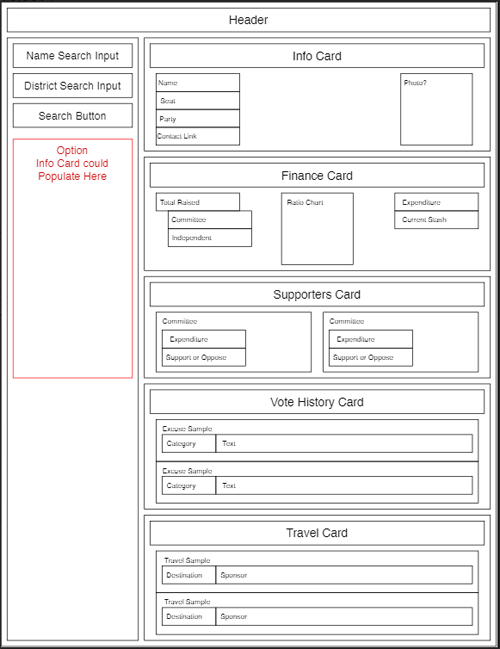 Header
Name Search Input
District Search Input
Search Button
Option
Info Card could
Populate Here
Info Card
Name
Seat
Party
Contact Link
Photo?
Finance Card
Total Raised
Committee
Independent
Ratio Chart
Expenditure
Current Stash
Supporters Card
Committee
Expenditure
Support or Oppose
Committee
Expenditure
Support or Oppose
Vote History Card
Excuse Sample
Category
Text
Excuse Sample
Category
Text
Travel Card
Travel Sample
Destination
Sponsor
Travel Sample
Destination
Sponsor